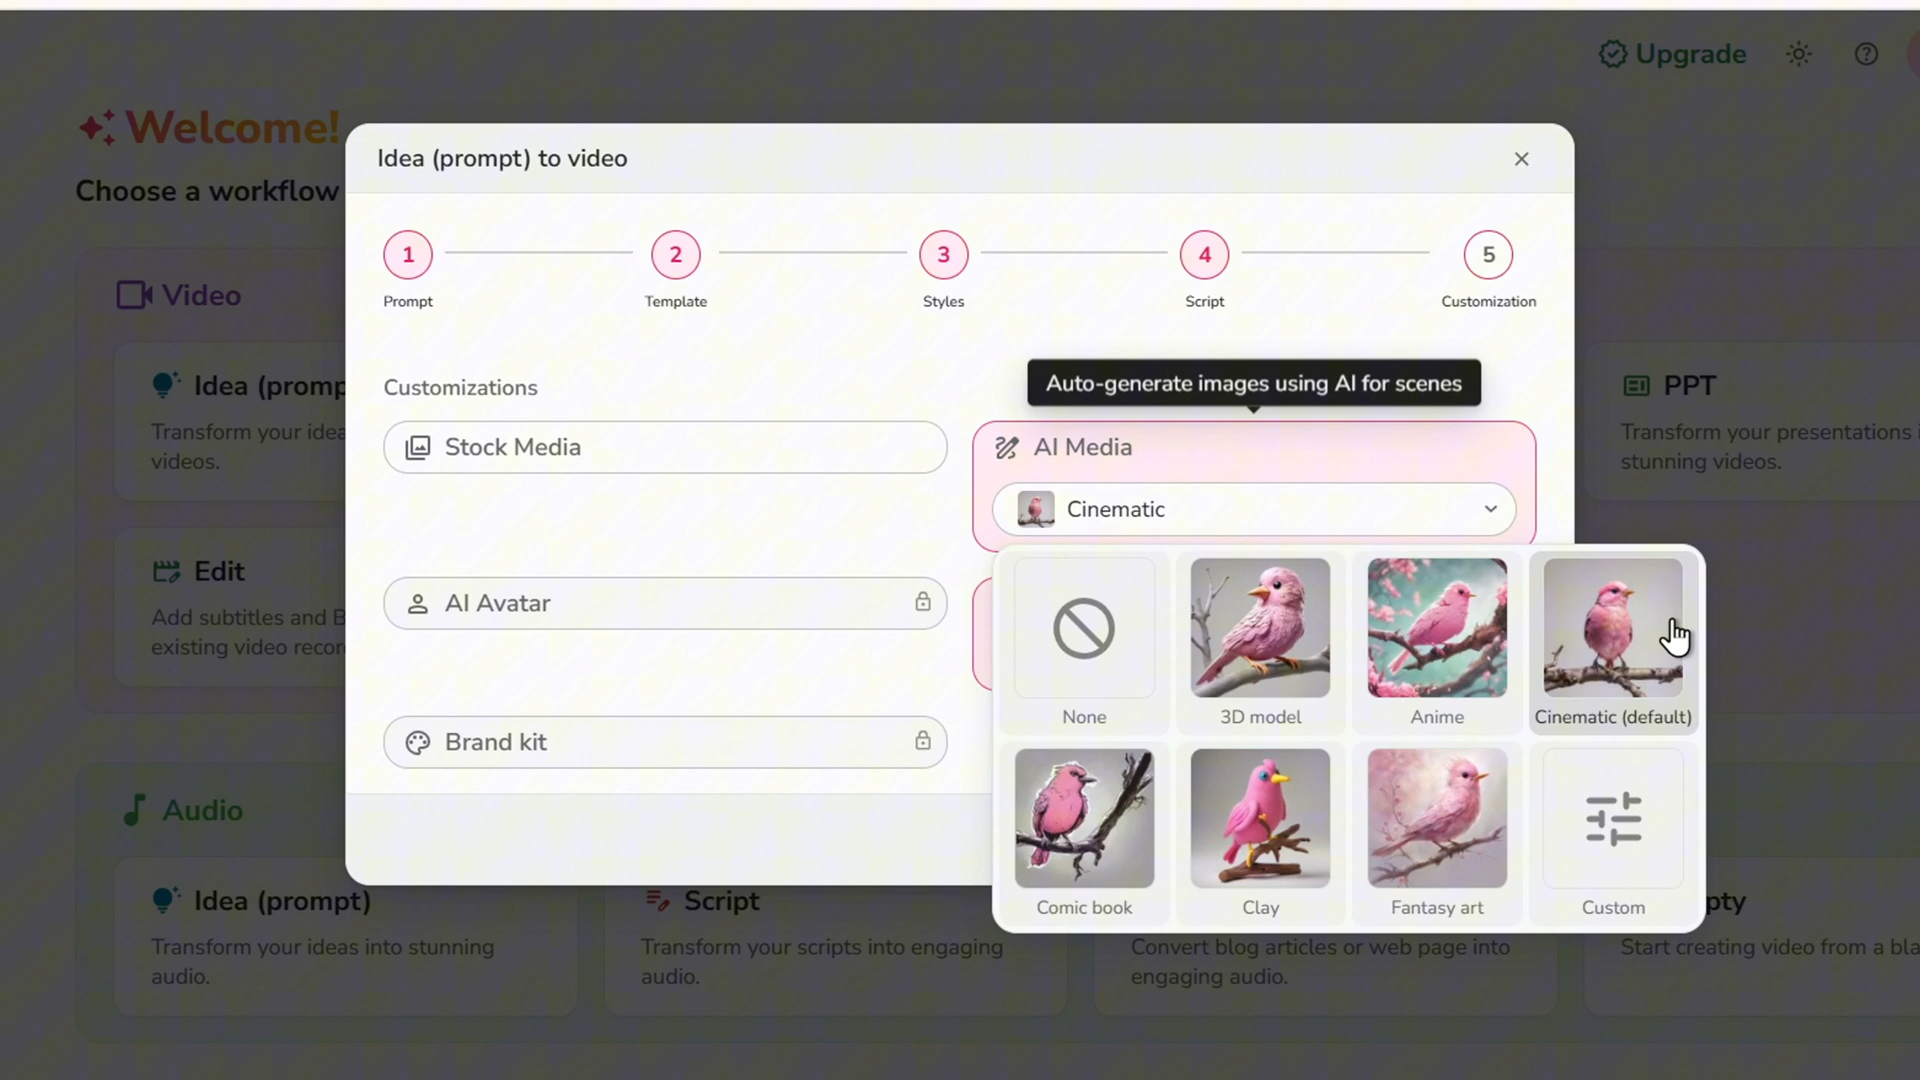 Upgrade
Welcome!
Choose a workflow
Idea (prompt) to video
1
2
3
4
5
Prompt
Template
Styles
Script
Customization
Video
Idea (promp
Transform your idea
videos.
PPT
Transform your presentations i
stunning videos.
Customizations
Auto-generate images using AI for scenes
Stock Media
AI Media
Cinematic
Edit
Add subtitles and B
existing video recor
AI Avatar
Brand kit
None
3D model
Anime
Cinematic (default)
Comic book
Clay
Fantasy art
Custom
Audio
Idea (prompt)
Transform your ideas into stunning
audio.
Script
Transform your scripts into engaging
audio.
Convert blog articles or web page into
engaging audio.
pty
Start creating video from a bla